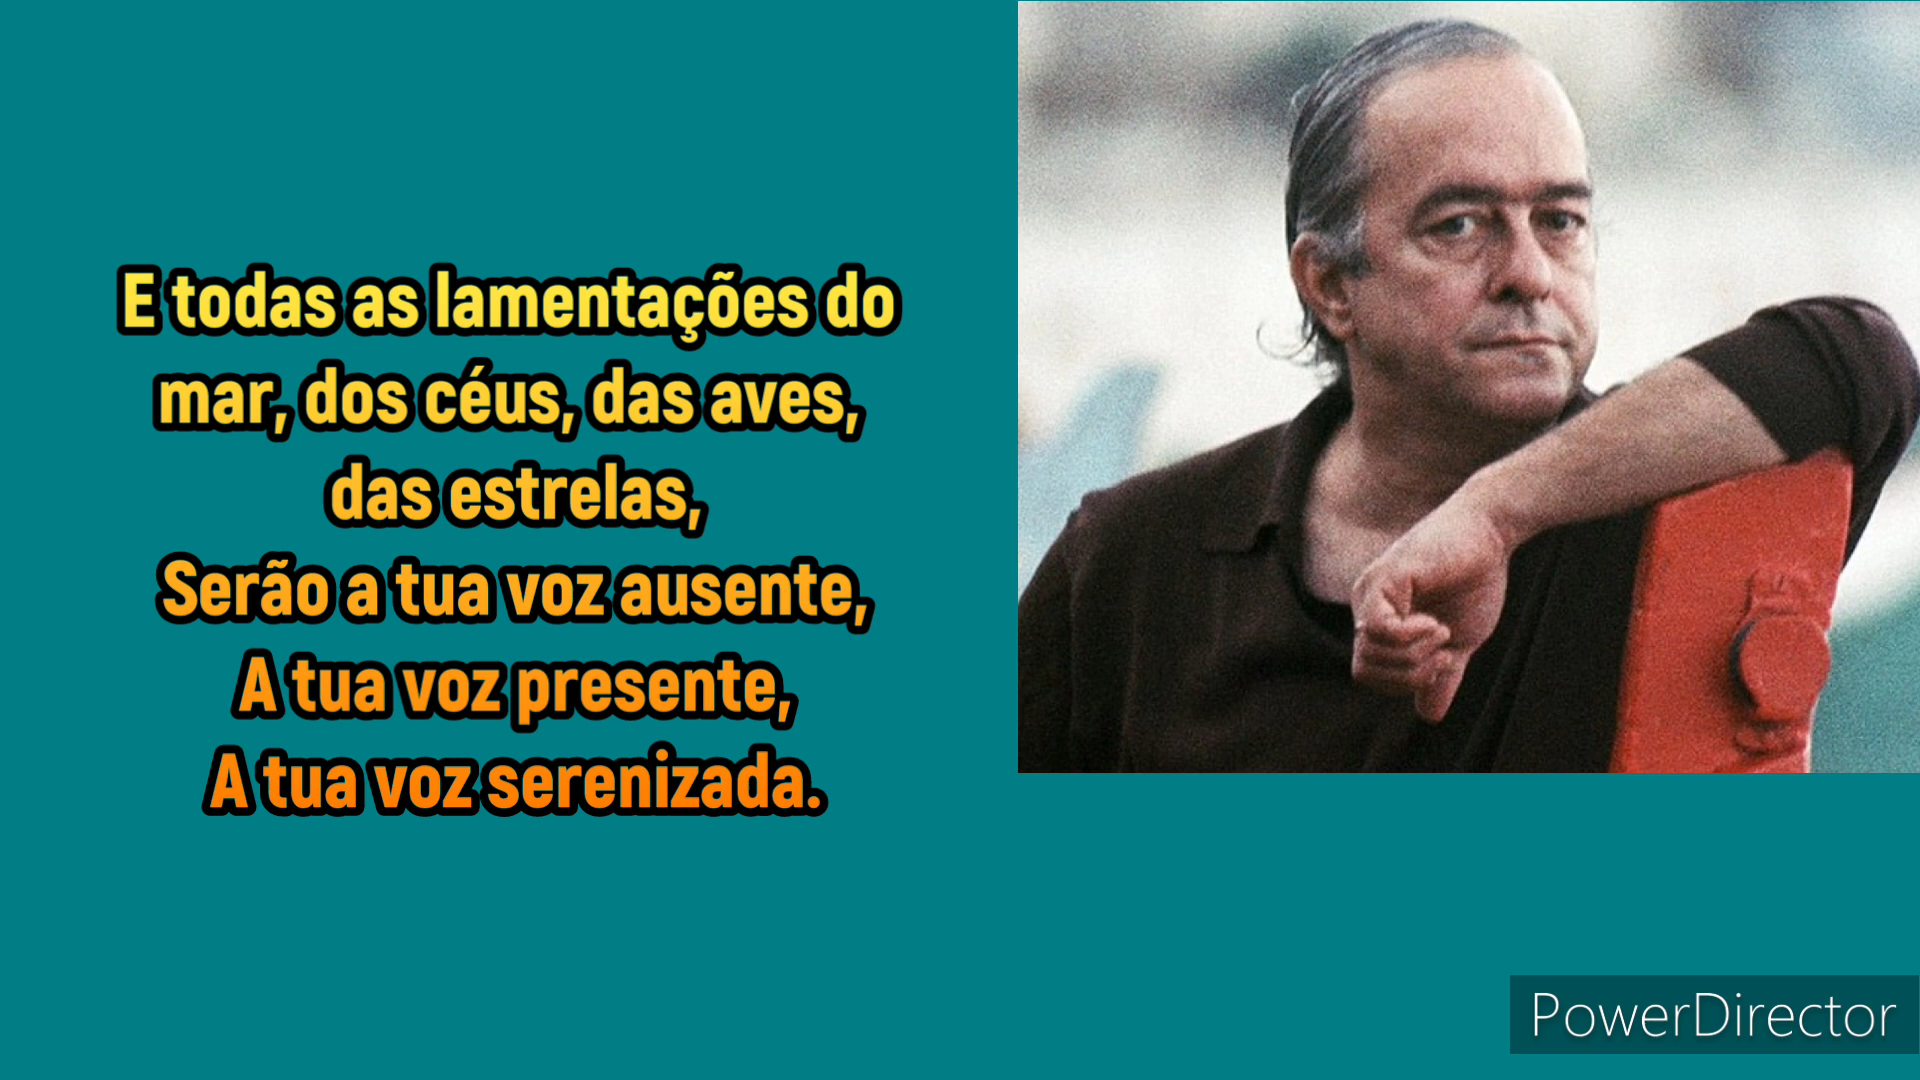 E todas as lamentações do
mar, dos céus, das aves,
das estrelas,
Serão a tua voz ausente,
A tua voz presente,
A tua voz serenizada.
PowerDirector